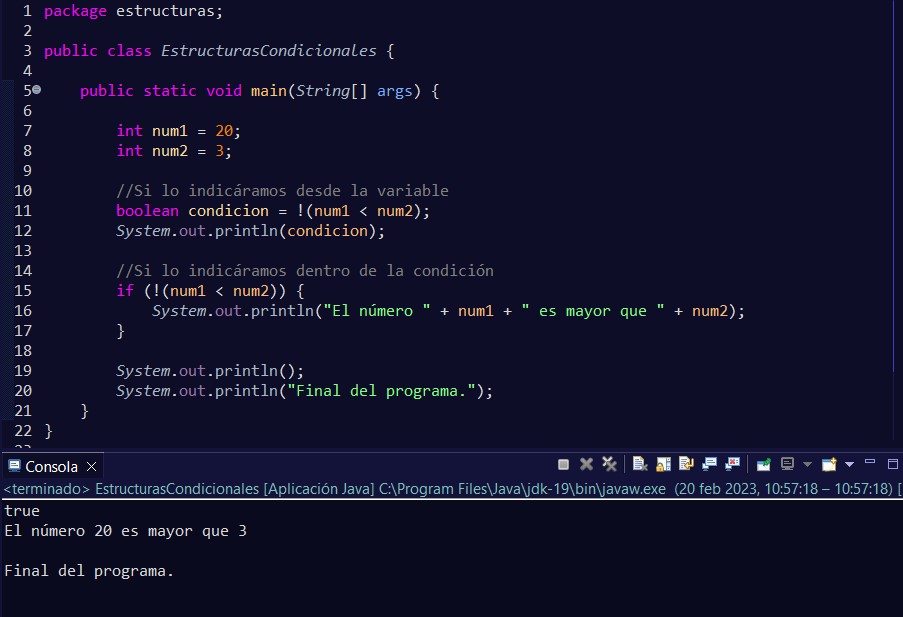 1 package estructuras;
2
3 public class EstructurasCondicionales {
4
5     public static void main(String[] args) {
6
7         int num1 = 20;
8         int num2 = 3;
9
10         //Si lo indicáramos desde la variable
11         boolean condicion = !(num1 < num2);
12         System.out.println(condicion);
13
14         //Si lo indicáramos dentro de la condición
15         if (!(num1 < num2)) {
16             System.out.println("El número " + num1 + " es mayor que " + num2);
17         }
18
19         System.out.println();
20         System.out.println("Final del programa.");
21     }
22 }
Consola
<terminado> EstructurasCondicionales [Aplicación Java] C:\Program Files\Java\jdk-19\bin\javaw.exe (20 feb 2023, 10:57:18 – 10:57:18) [
true
El número 20 es mayor que 3

Final del programa.